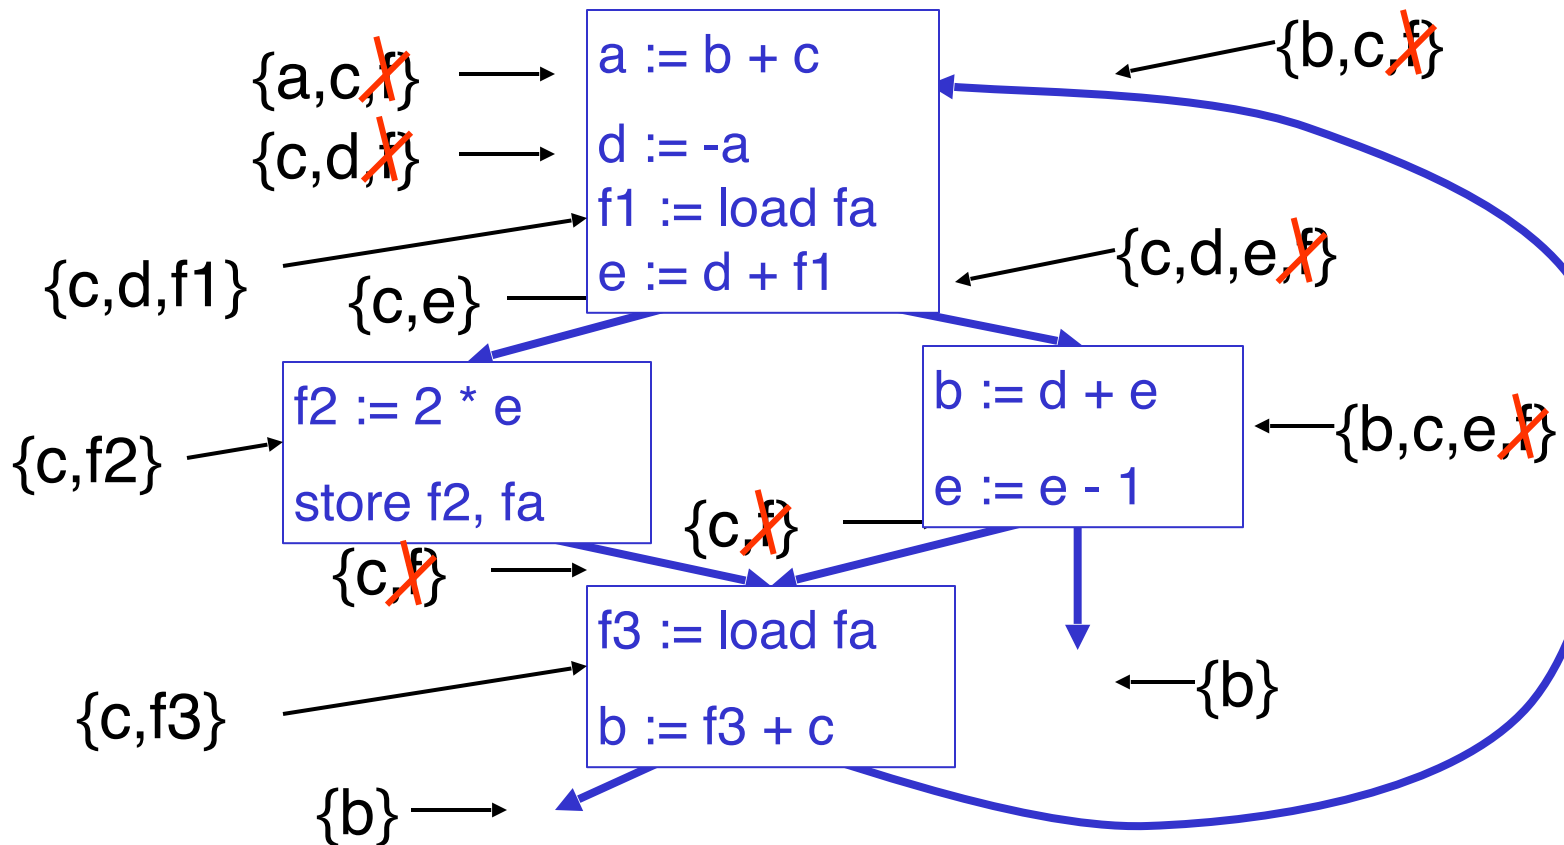 a := b + c
{b,c,f}
{a,c,f}
d := -a
{c,d,f}
f1 := load fa
e := d + f1
{c,d,e,f}
{c,d,f1}
{c,e}
f2 := 2 * e
b := d + e
{b,c,e,f}
{c,f2}
store f2, fa
e := e - 1
{c,f}
{c,f}
f3 := load fa
{b}
{c,f3}
b := f3 + c
{b}